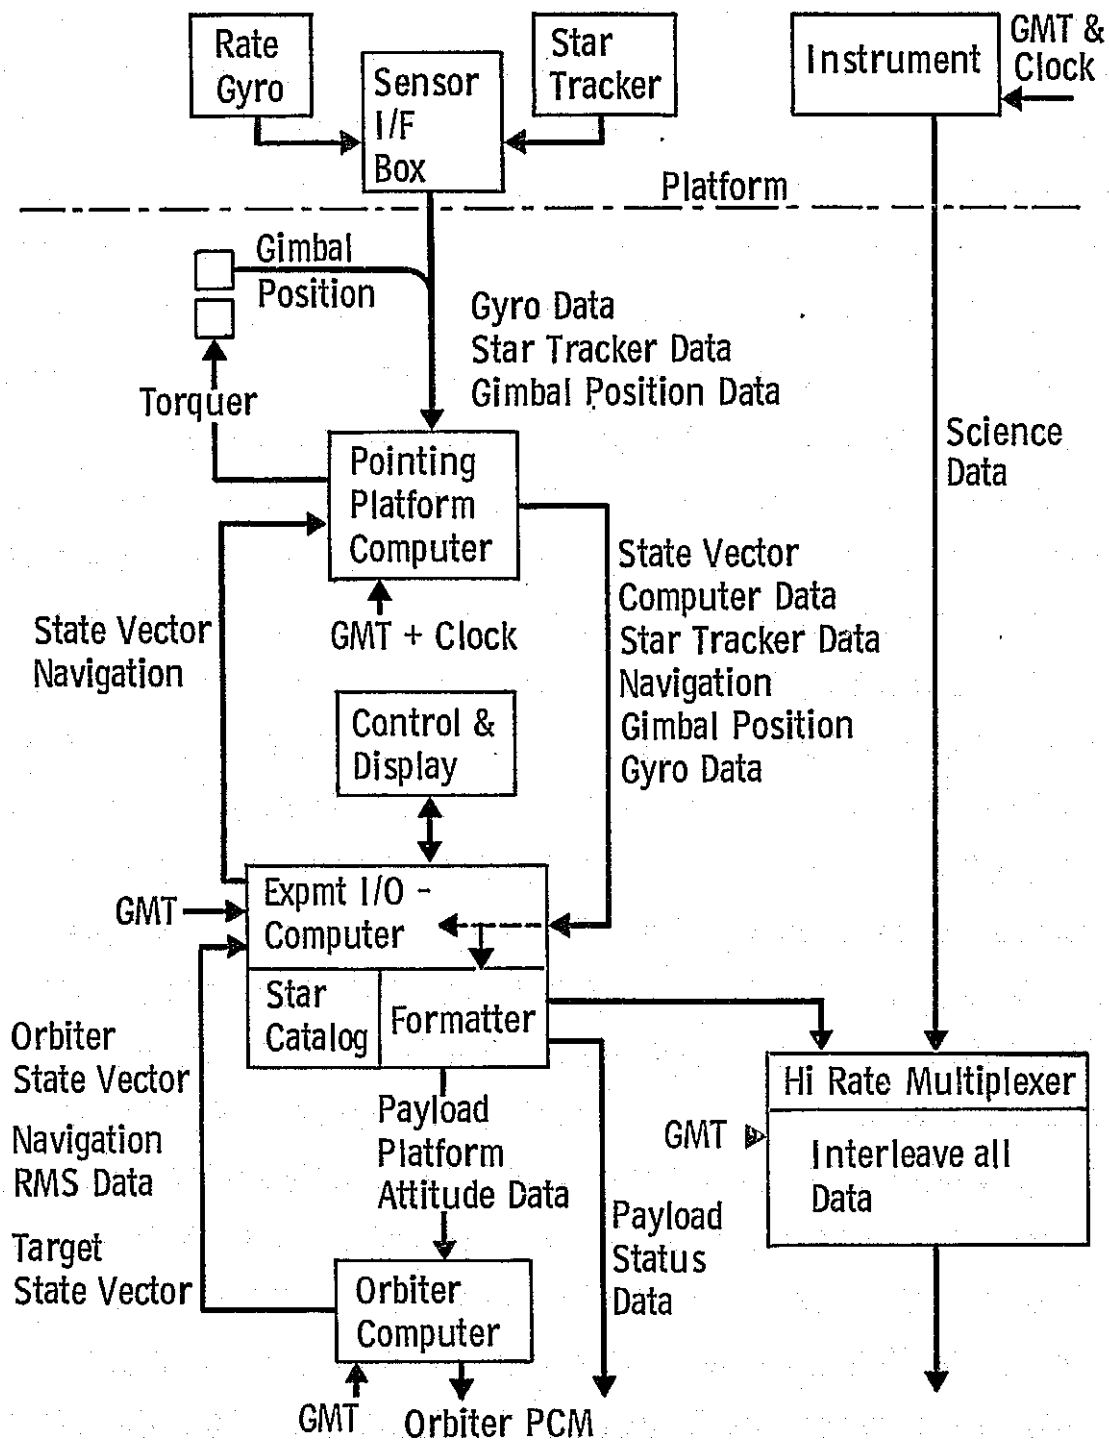 Rate
Gyro
Sensor
I/F
Box
Star
Tracker
Instrument
GMT &
Clock
Platform
Gimbal
Position
Gyro Data
Star Tracker Data
Gimbal Position Data
Torquer
Science
Data
Pointing
Platform
Computer
State Vector
Computer Data
Star Tracker Data
Navigation
Gimbal Position
Gyro Data
State Vector
Navigation
GMT + Clock
Control &
Display
Expmt I/O -
Computer
GMT
Star
Catalog
Formatter
Orbiter
State Vector
Navigation
RMS Data
Target
State Vector
Payload
Platform
Attitude Data
Hi Rate Multiplexer
GMT
Interleave all
Data
Payload
Status
Data
Orbiter
Computer
GMT
Orbiter PCM